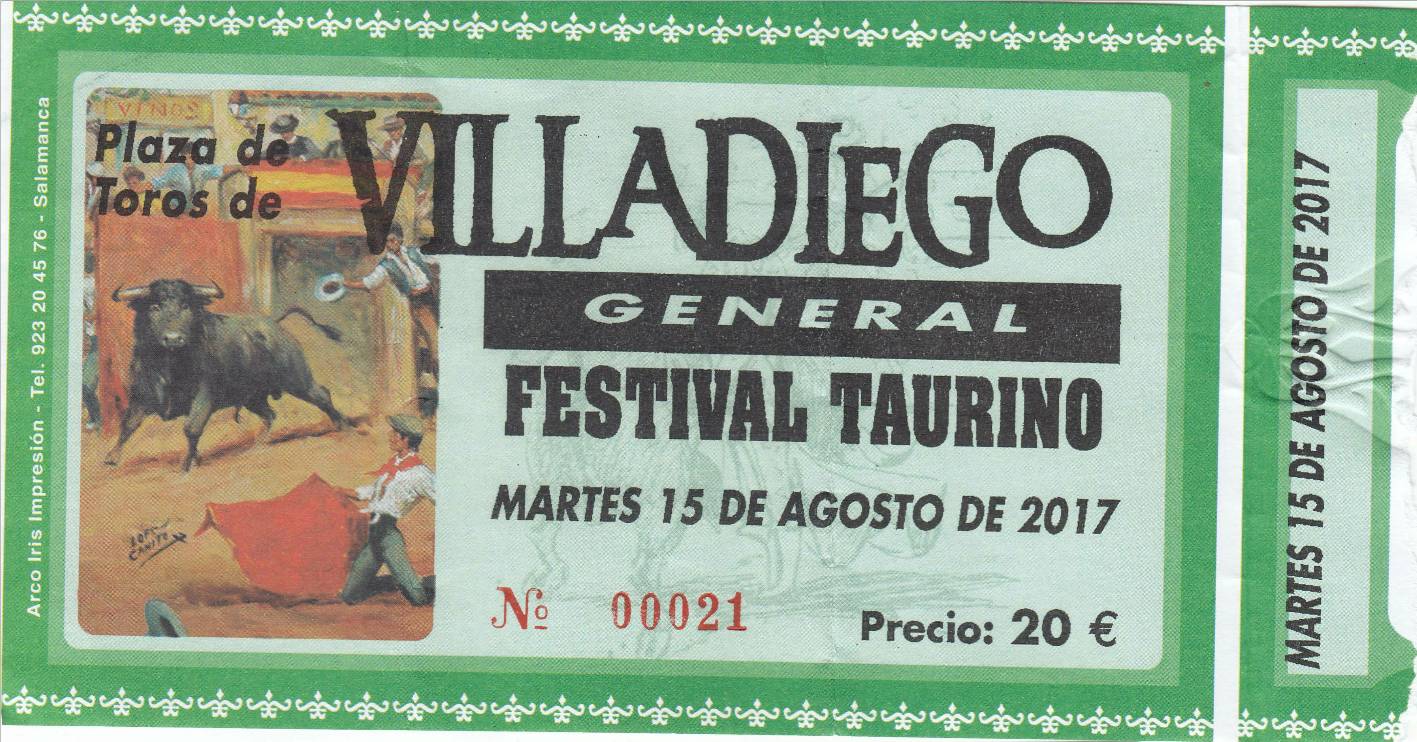 Arco Iris Impresión - Tel. 923 20 45 76 - Salamanca
VINOS
Plaza de
Toros de
VILLADIEGO
GENERAL
FESTIVAL TAURINO
MARTES 15 DE AGOSTO DE 2017
Nº 00021
Precio: 20 €
MARTES 15 DE AGOSTO DE 2017